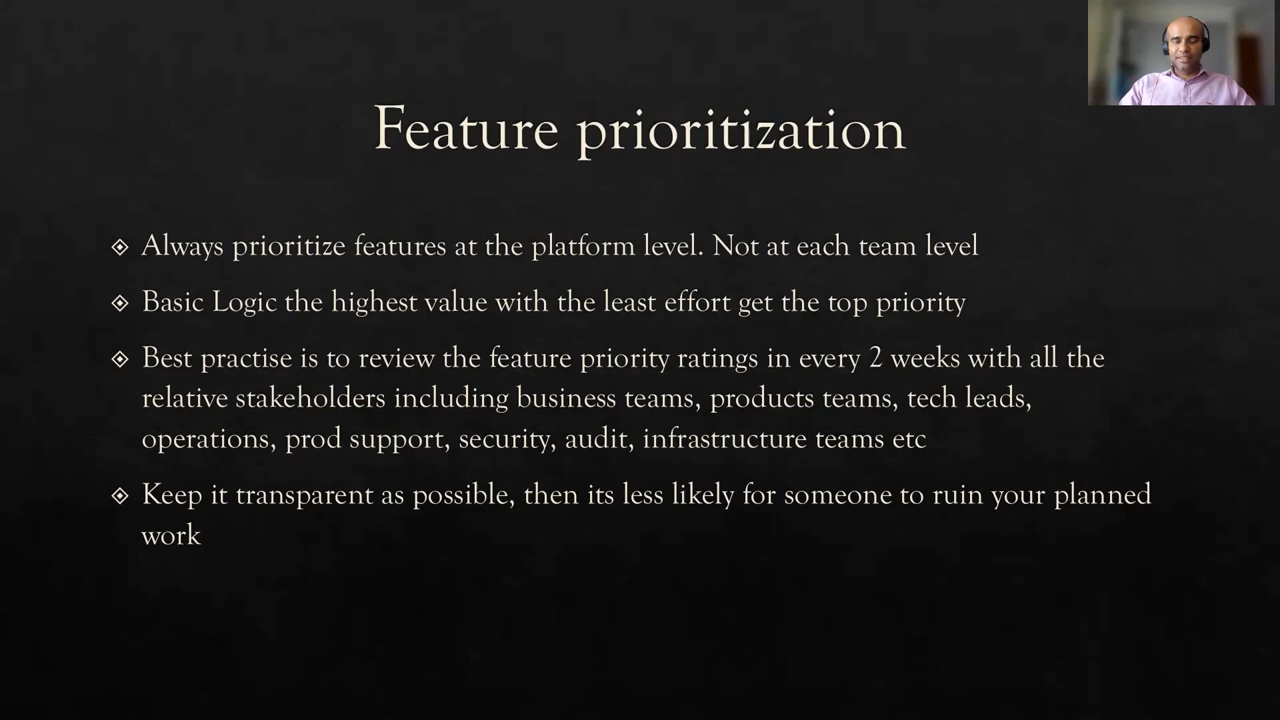 Feature prioritization
Always prioritize features at the platform level. Not at each team level
Basic Logic the highest value with the least effort get the top priority
Best practise is to review the feature priority ratings in every 2 weeks with all the
relative stakeholders including business teams, products teams, tech leads,
operations, prod support, security, audit, infrastructure teams etc
Keep it transparent as possible, then its less likely for someone to ruin your planned
work